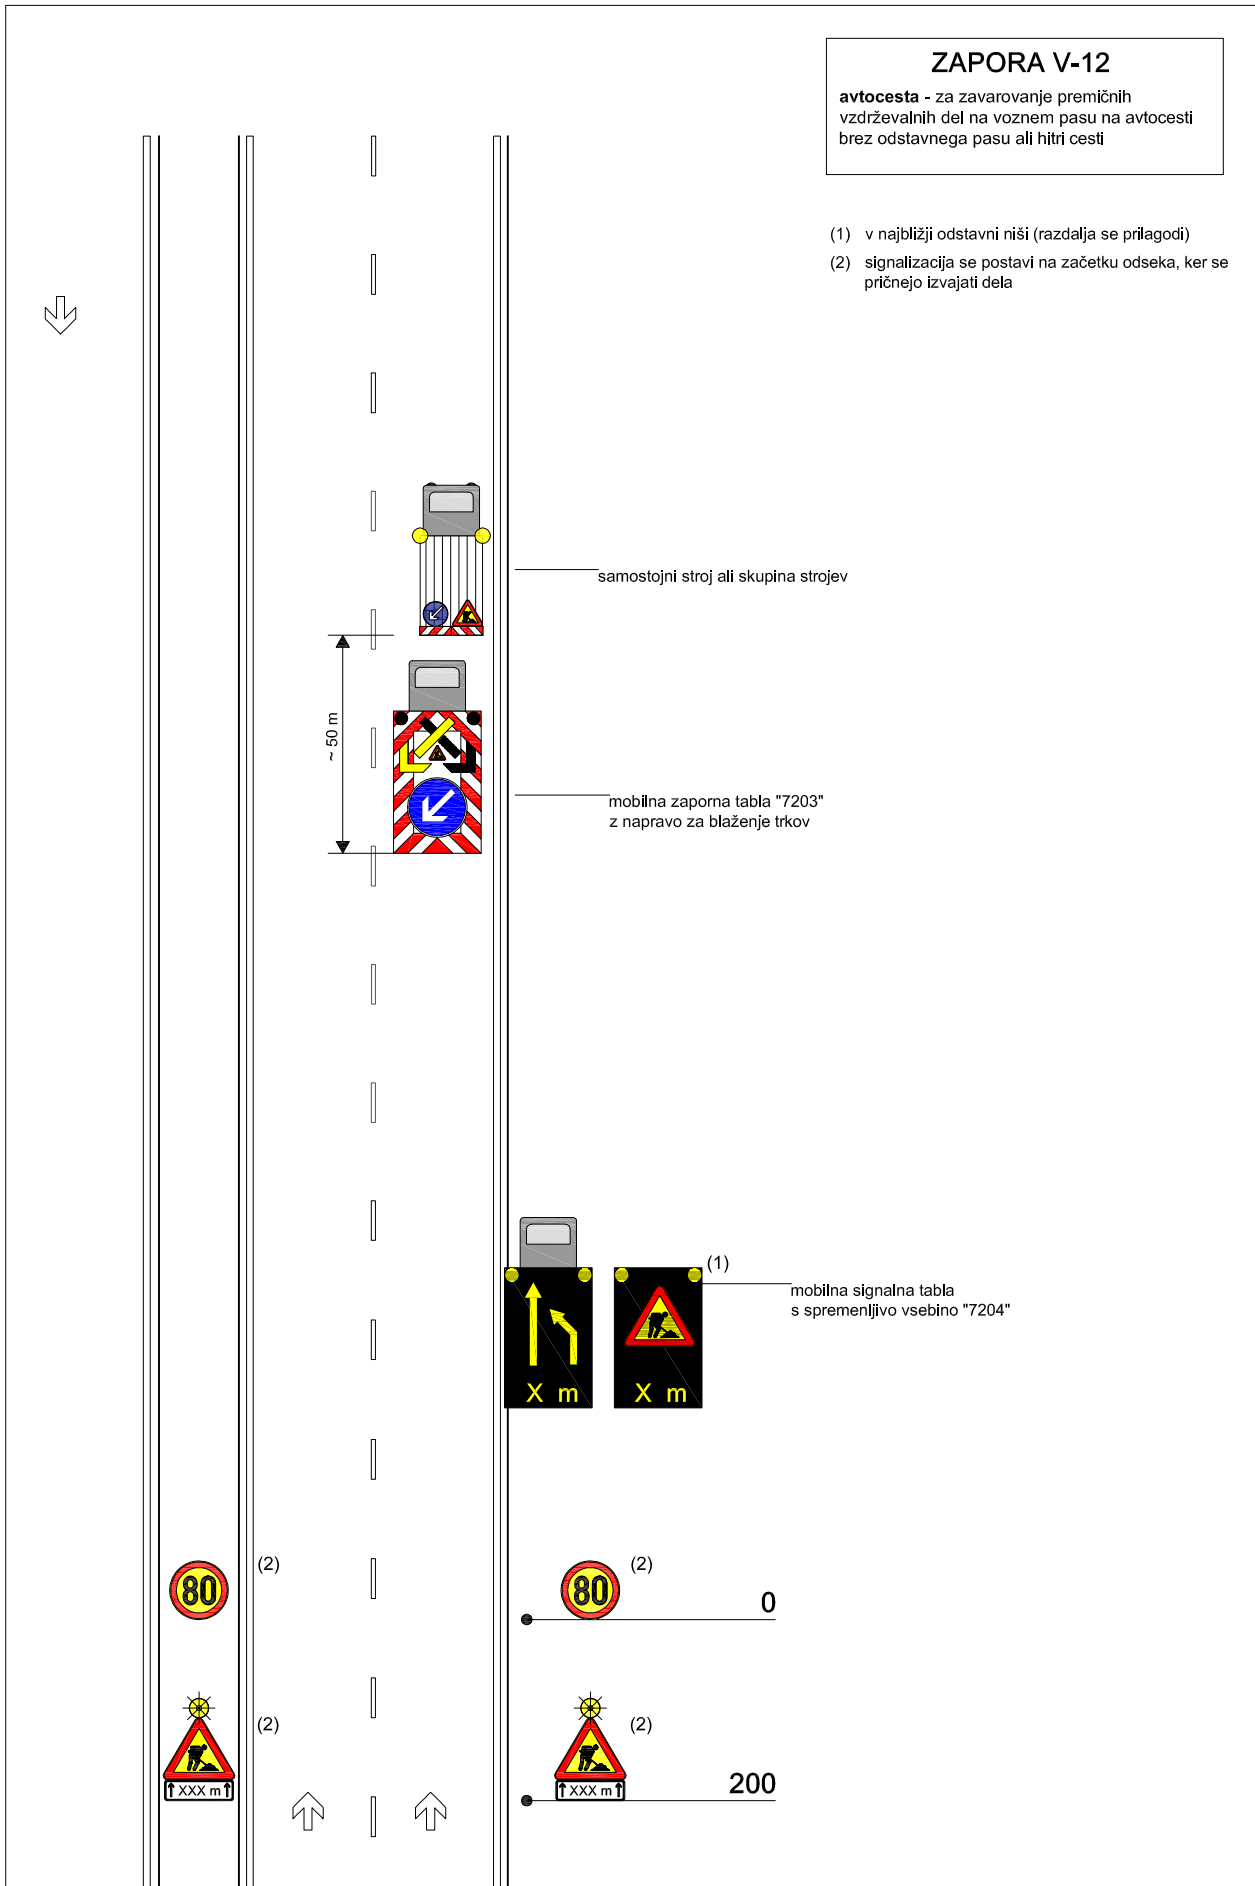 ZAPORA V-12
avtocesta - za zavarovanje premičnih
vzdrževalnih del na voznem pasu na avtocesti
brez odstavnega pasu ali hitri cesti
(1) v najbližji odstavni niši (razdalja se prilagodi)
(2) signalizacija se postavi na začetku odseka, ker se
pričnejo izvajati dela
samostojni stroj ali skupina strojev
~ 50 m
mobilna zaporna tabla "7203"
z napravo za blaženje trkov
(1)
mobilna signalna tabla
s spremenljivo vsebino "7204"
X m
X m
80 (2)
80 (2)
0
(2)
XXX m
(2)
XXX m
200